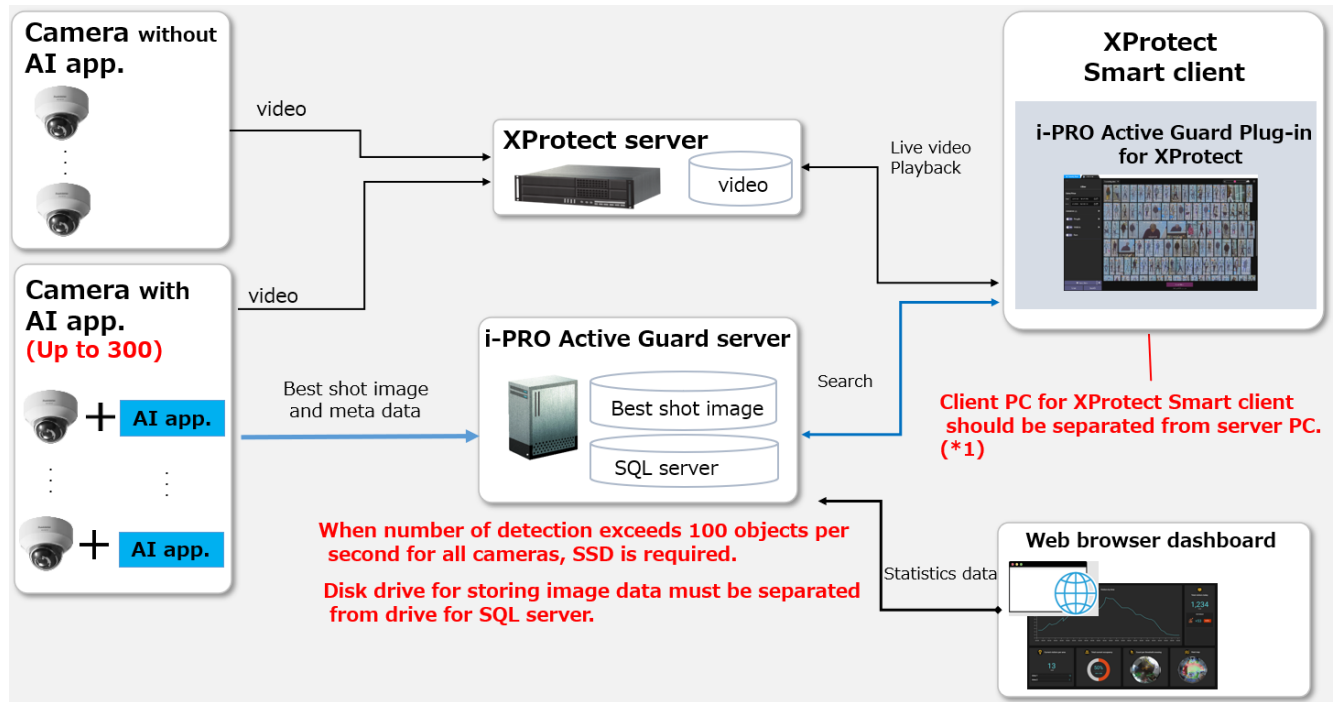 Camera without
AI app.
video
XProtect server
video
Live video
Playback
XProtect
Smart client
i-PRO Active Guard Plug-in
for XProtect
Camera with
AI app.
(Up to 300)
video
AI app.
AI app.
Best shot image
and meta data
i-PRO Active Guard server
Best shot image
SQL server
Search
Client PC for XProtect Smart client
should be separated from server PC.
(*1)
When number of detection exceeds 100 objects per
second for all cameras, SSD is required.
Disk drive for storing image data must be separated
from drive for SQL server.
Statistics data
Web browser dashboard
1,234
13